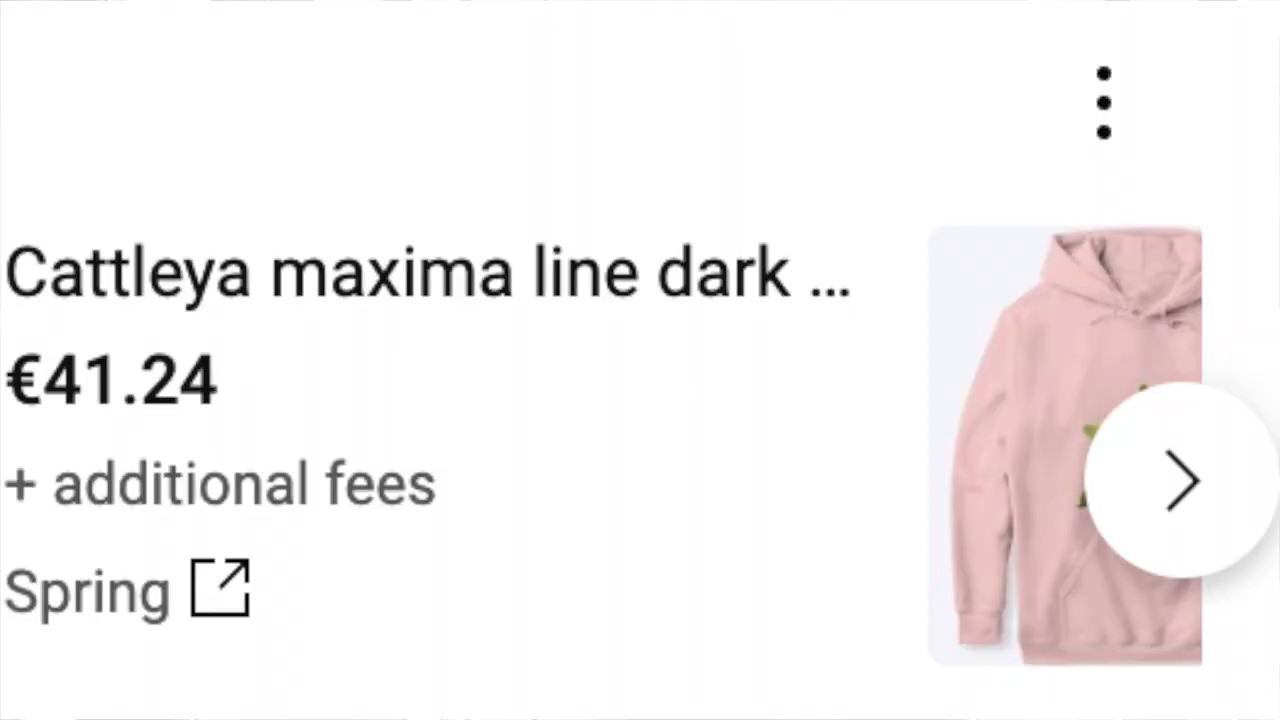 Cattleya maxima line dark ...
€41.24
+ additional fees
Spring